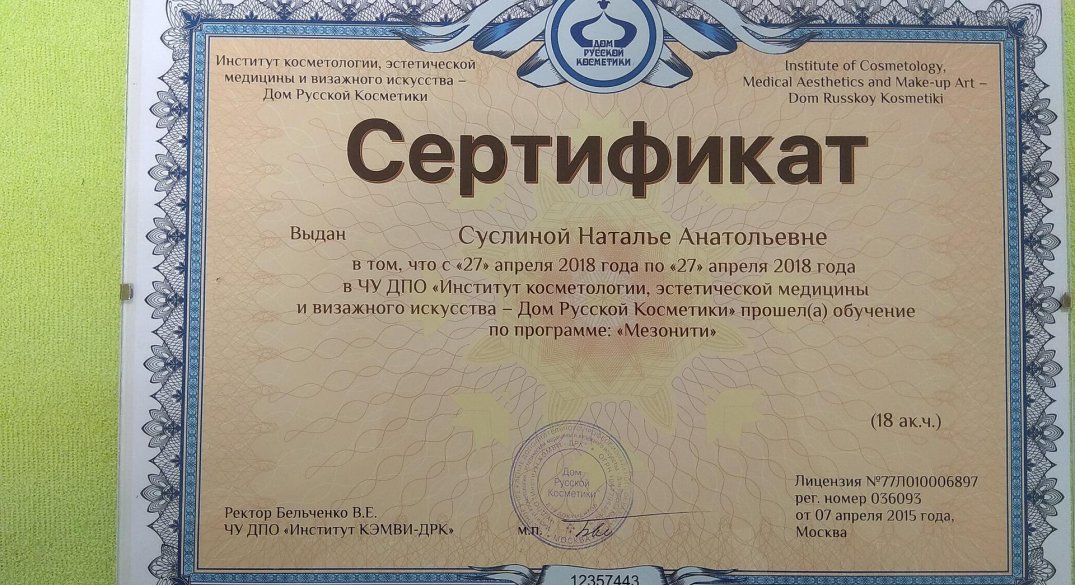 ДОМ
РУССКОЙ
КОСМЕТИКИ
Институт косметологии, эстетической
медицины и визажного искусства –
Дом Русской Косметики
Institute of Cosmetology,
Medical Aesthetics and Make-up Art –
Dom Russkoy Kosmetiki
Сертификат
Выдан Суслиной Наталье Анатольевне
в том, что с «27» апреля 2018 года по «27» апреля 2018 года
в ЧУ ДПО «Институт косметологии, эстетической медицины
и визажного искусства – Дом Русской Косметики» прошел(а) обучение
по программе: «Мезонити»
(18 ак.ч.)
Дом
Русской
Косметики
МОСКВА
Лицензия №77Л010006897
рег. номер 036093
от 07 апреля 2015 года,
Москва
Ректор Бельченко В.Е.
ЧУ ДПО «Институт КЭМВИ-ДРК» м.п.
12357443